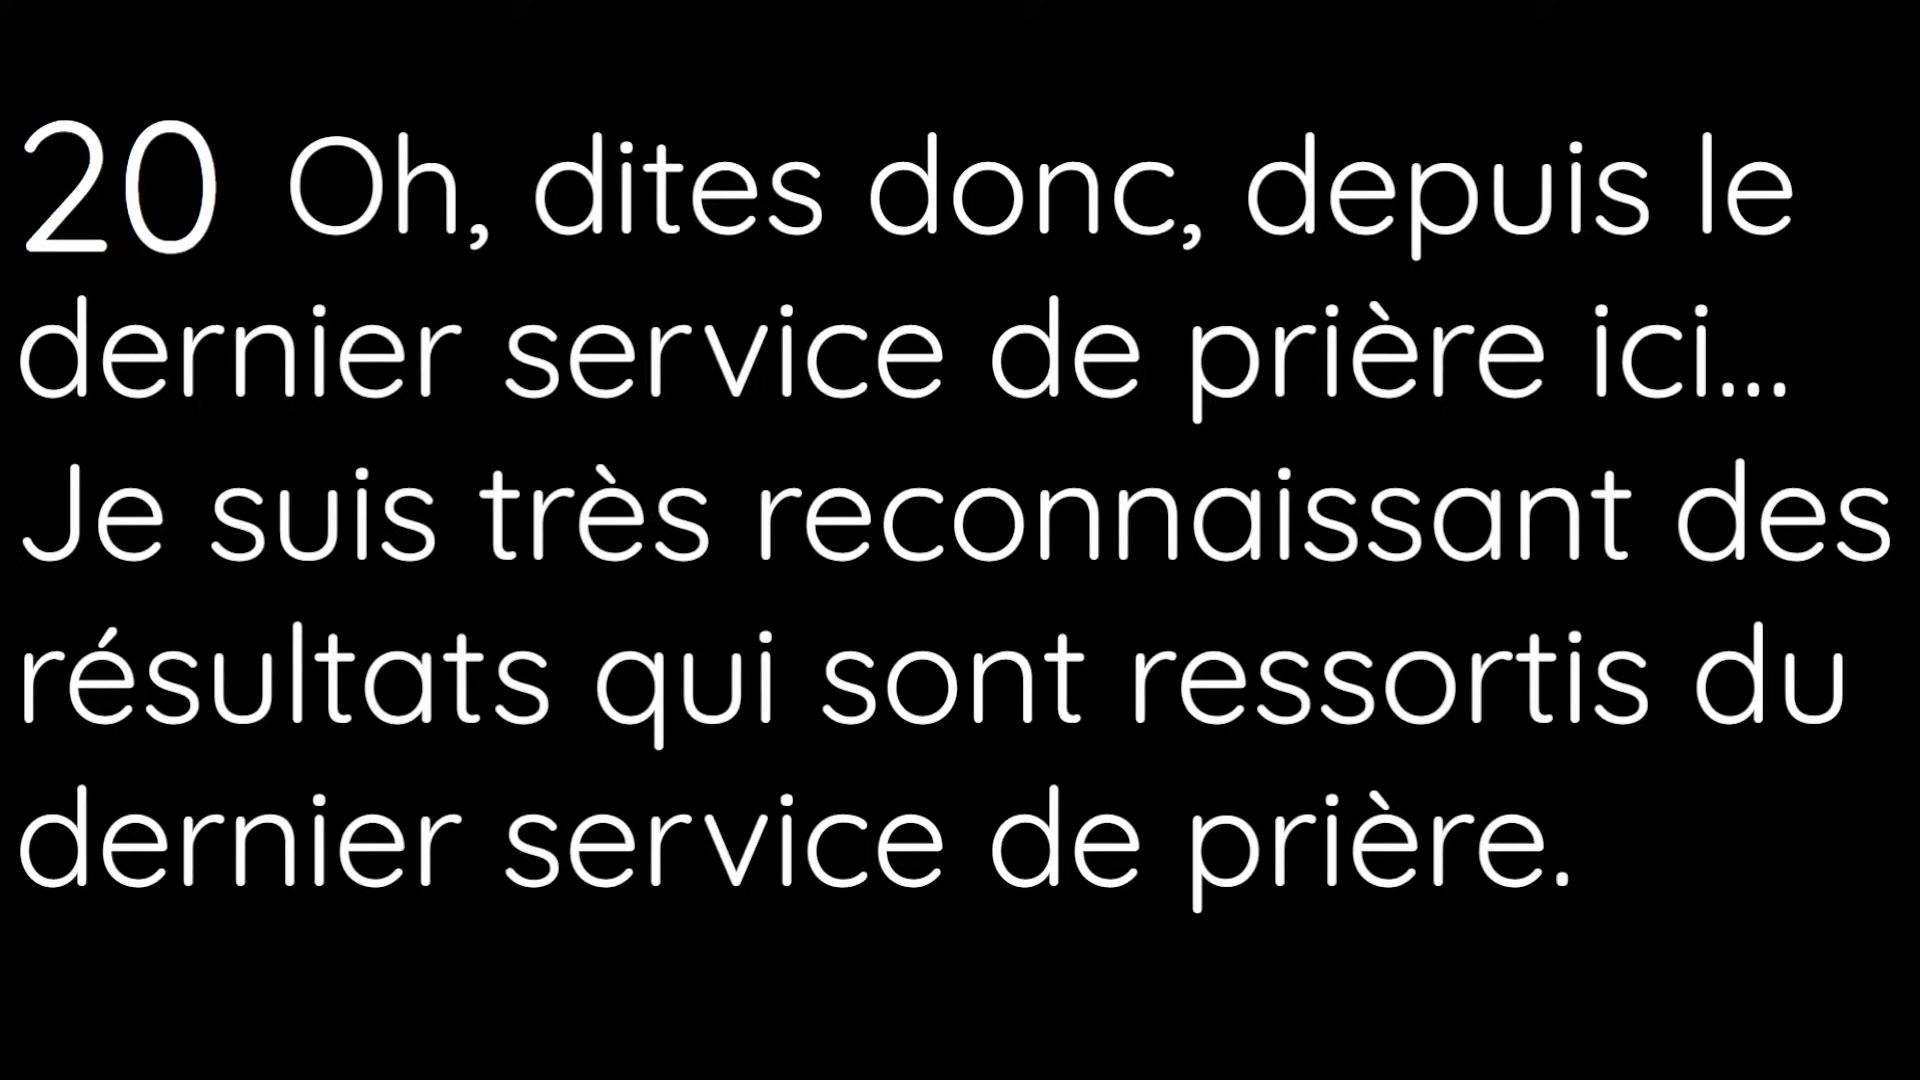 20 Oh, dites donc, depuis le
dernier service de prière ici...
Je suis très reconnaissant des
résultats qui sont ressortis du
dernier service de prière.